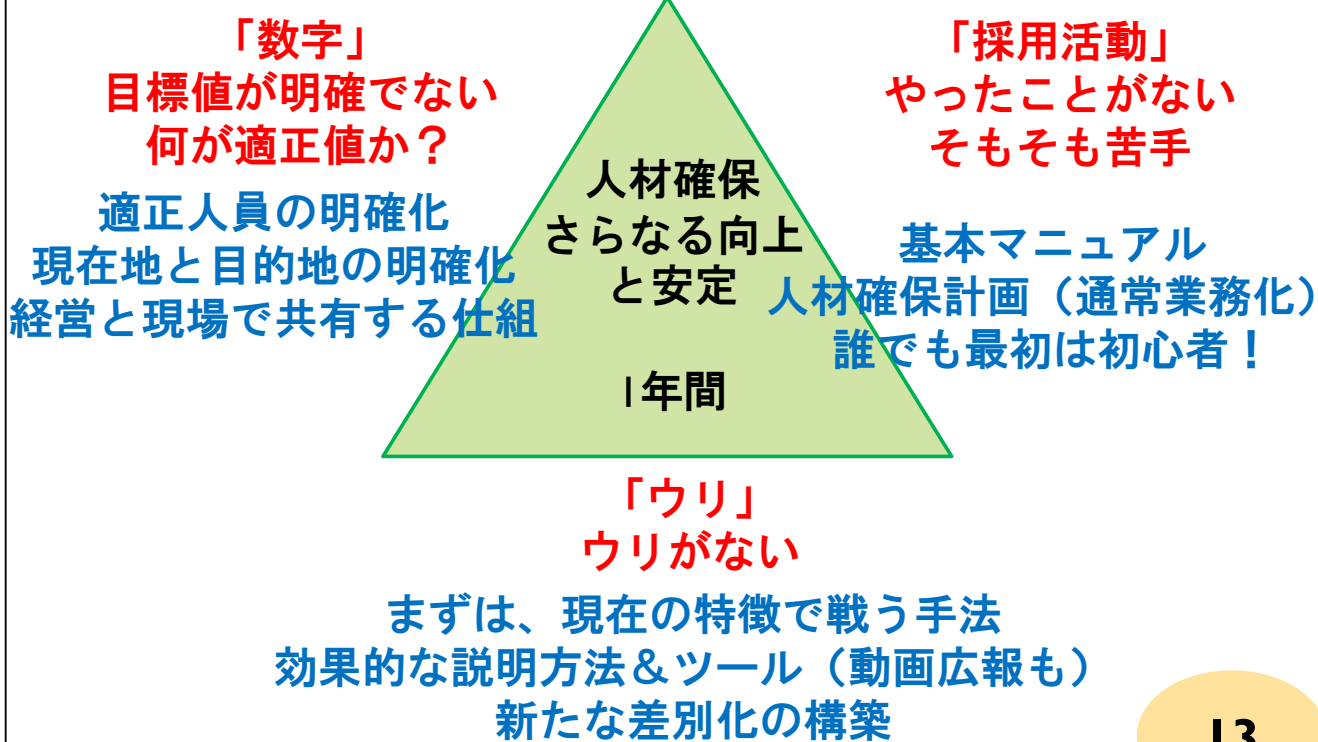 「数字」
目標値が明確でない
何が適正値か？
適正人員の明確化
現在地と目的地の明確化
経営と現場で共有する仕組
「採用活動」
やったことがない
そもそも苦手
基本マニュアル
人材確保計画（通常業務化）
誰でも最初は初心者！
人材確保
さらなる向上
と安定
1年間
「ウリ」
ウリがない
まずは、現在の特徴で戦う手法
効果的な説明方法＆ツール（動画広報も）
新たな差別化の構築
13